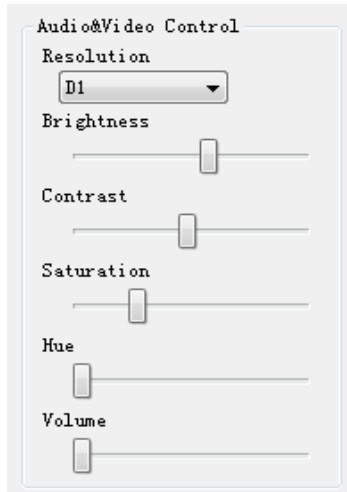 Audio&Video Control
Resolution
D1
Brightness
Contrast
Saturation
Hue
Volume